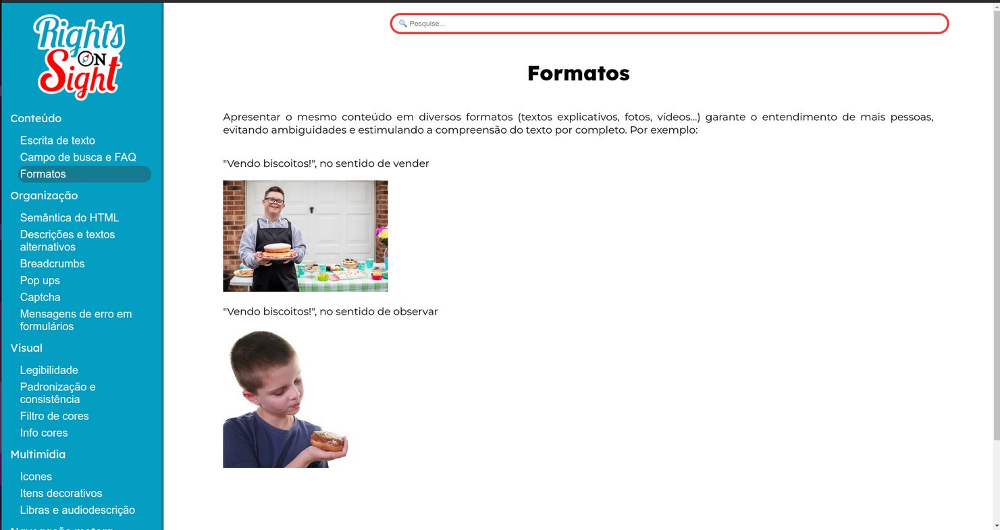 Rights
ON
Sight
Conteúdo
Escrita de texto
Campo de busca e FAQ
Formatos
Organização
Semântica do HTML
Descrições e textos
alternativos
Breadcrumbs
Pop ups
Captcha
Mensagens de erro em
formulários
Visual
Legibilidade
Padronização e
consistência
Filtro de cores
Info cores
Multimídia
Icones
Itens decorativos
Libras e audiodescrição
🔍 Pesquise...
Formatos
Apresentar o mesmo conteúdo em diversos formatos (textos explicativos, fotos, vídeos...) garante o entendimento de mais pessoas,
evitando ambiguidades e estimulando a compreensão do texto por completo. Por exemplo:
"Vendo biscoitos!", no sentido de vender
"Vendo biscoitos!", no sentido de observar